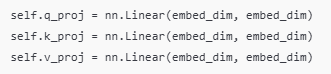 self.q_proj = nn.Linear(embed_dim, embed_dim)
self.k_proj = nn.Linear(embed_dim, embed_dim)
self.v_proj = nn.Linear(embed_dim, embed_dim)